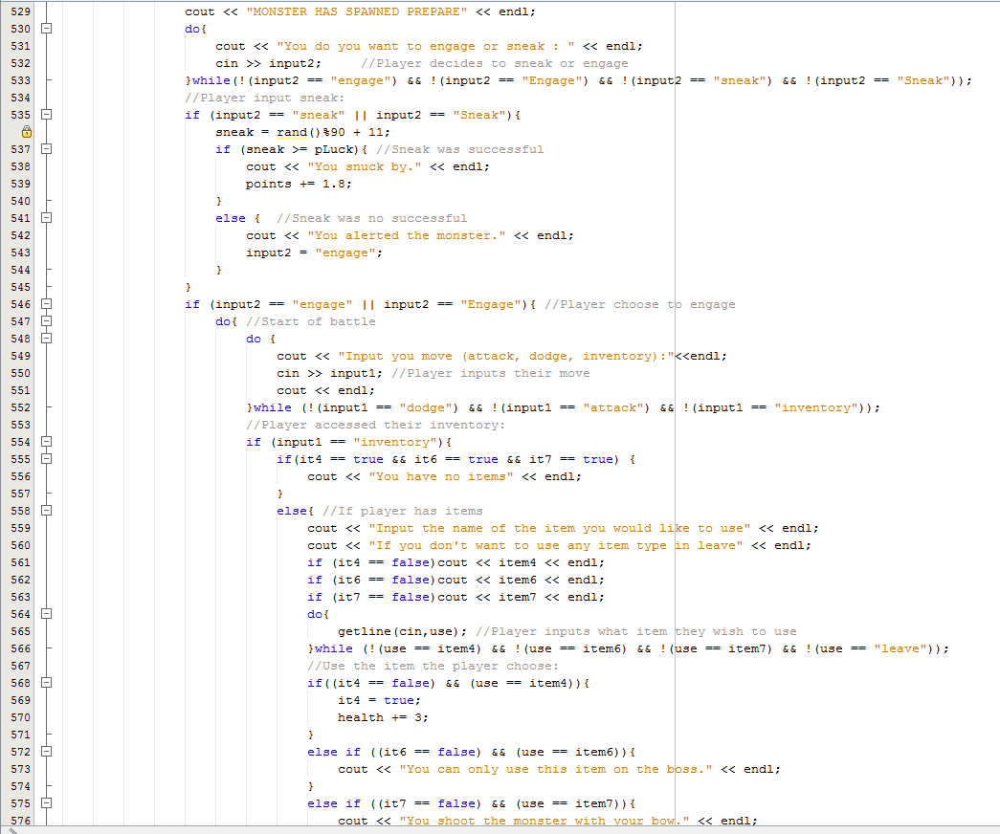 529 cout << "MONSTER HAS SPAWNED PREPARE" << endl;
530 do{
531 cout << "You do you want to engage or sneak : " << endl;
532 cin >> input2; //Player decides to sneak or engage
533 }while(!(input2 == "engage") && !(input2 == "Engage") && !(input2 == "sneak") && !(input2 == "Sneak"));
534 //Player input sneak:
535 if (input2 == "sneak" || input2 == "Sneak"){
sneak = rand()%90 + 11;
537 if (sneak >= pLuck){ //Sneak was successful
538 cout << "You snuck by." << endl;
539 points += 1.8;
540 }
541 else { //Sneak was no successful
542 cout << "You alerted the monster." << endl;
543 input2 = "engage";
544 }
545 }
546 if (input2 == "engage" || input2 == "Engage"){ //Player choose to engage
547 do{ //Start of battle
548 do {
549 cout << "Input you move (attack, dodge, inventory):"<<endl;
550 cin >> input1; //Player inputs their move
551 cout << endl;
552 }while (!(input1 == "dodge") && !(input1 == "attack") && !(input1 == "inventory"));
553 //Player accessed their inventory:
554 if (input1 == "inventory"){
555 if(it4 == true && it6 == true && it7 == true) {
556 cout << "You have no items" << endl;
557 }
558 else{ //If player has items
559 cout << "Input the name of the item you would like to use" << endl;
560 cout << "If you don't want to use any item type in leave" << endl;
561 if (it4 == false)cout << item4 << endl;
562 if (it6 == false)cout << item6 << endl;
563 if (it7 == false)cout << item7 << endl;
564 do{
565 getline(cin,use); //Player inputs what item they wish to use
566 }while (!(use == item4) && !(use == item6) && !(use == item7) && !(use == "leave"));
567 //Use the item the player choose:
568 if((it4 == false) && (use == item4)){
569 it4 = true;
570 health += 3;
571 }
572 else if ((it6 == false) && (use == item6)){
573 cout << "You can only use this item on the boss." << endl;
574 }
575 else if ((it7 == false) && (use == item7)){
576 cout << "You shoot the monster with your bow." << endl;